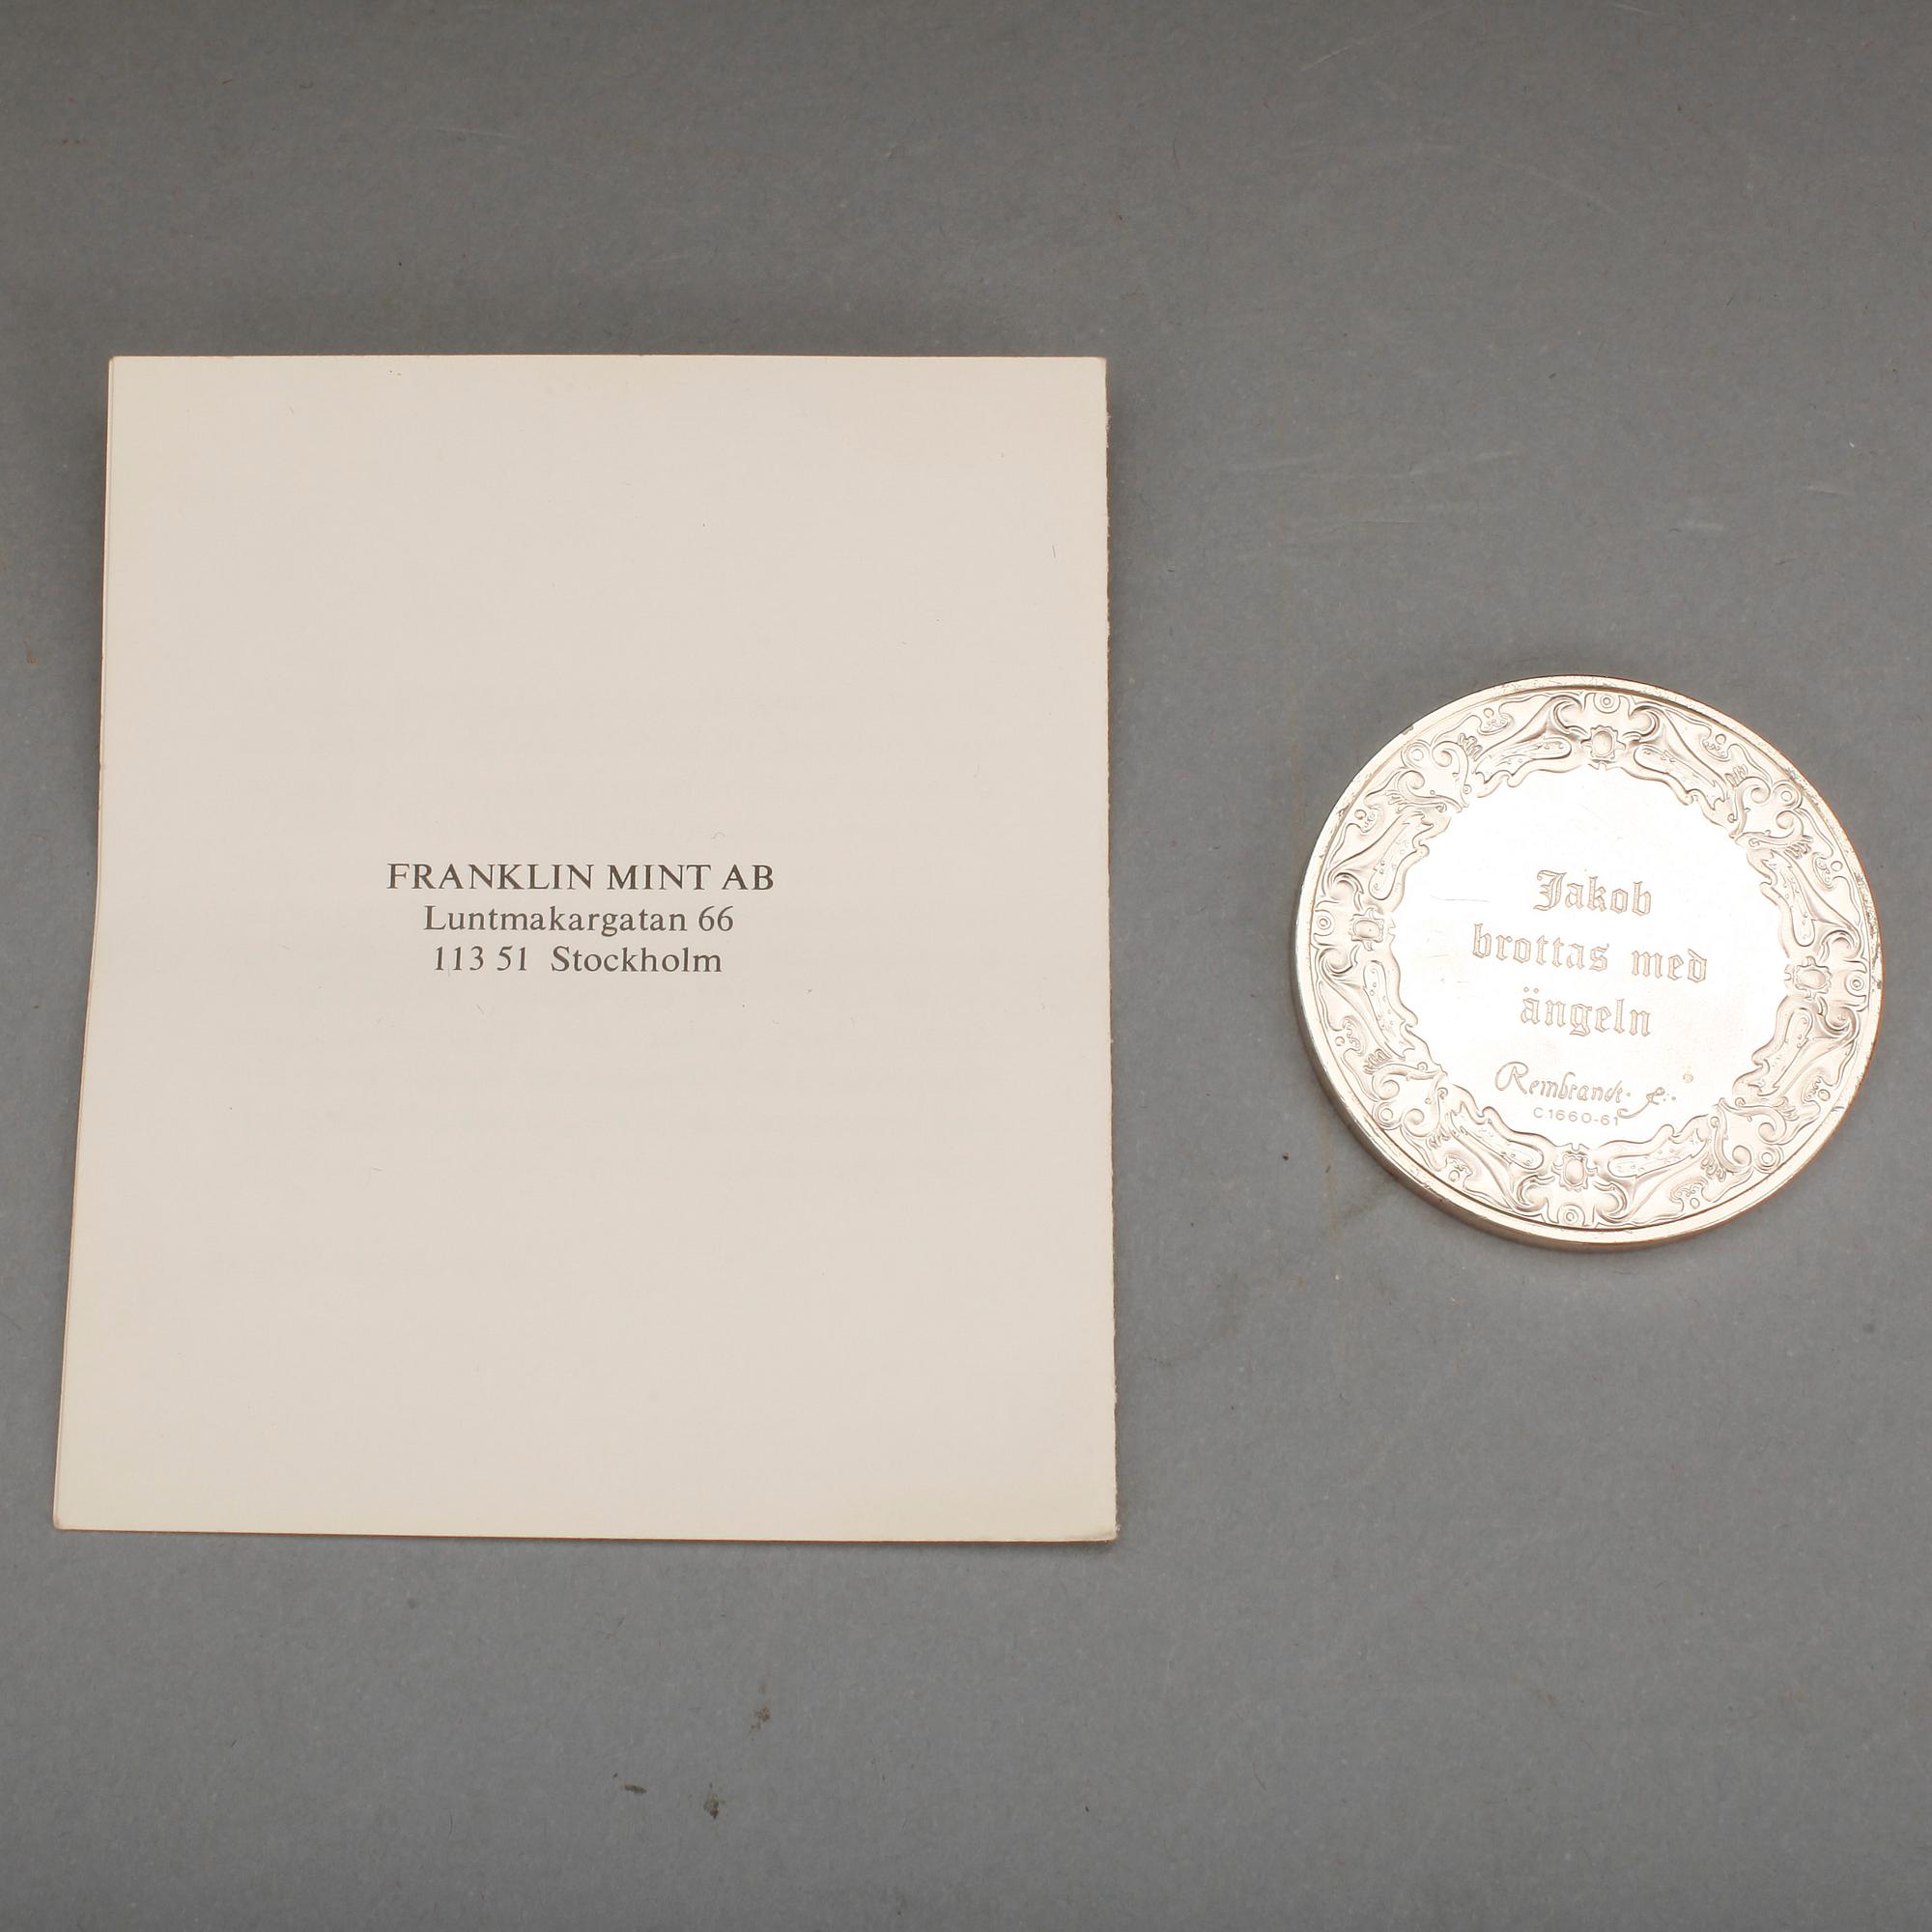 FRANKLIN MINT AB
Luntmakargatan 66
113 51 Stockholm
Jakob
brottas med
ängeln
Rembrandt. f:.
C1660-61